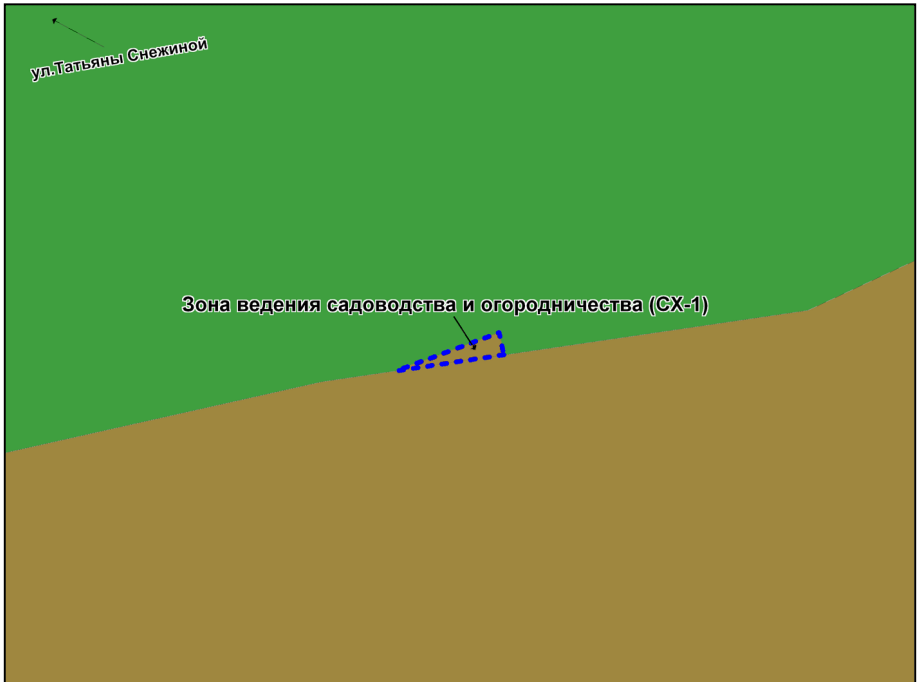 ул.Татьяны Снежиной
Зона ведения садоводства и огородничества (СХ-1)